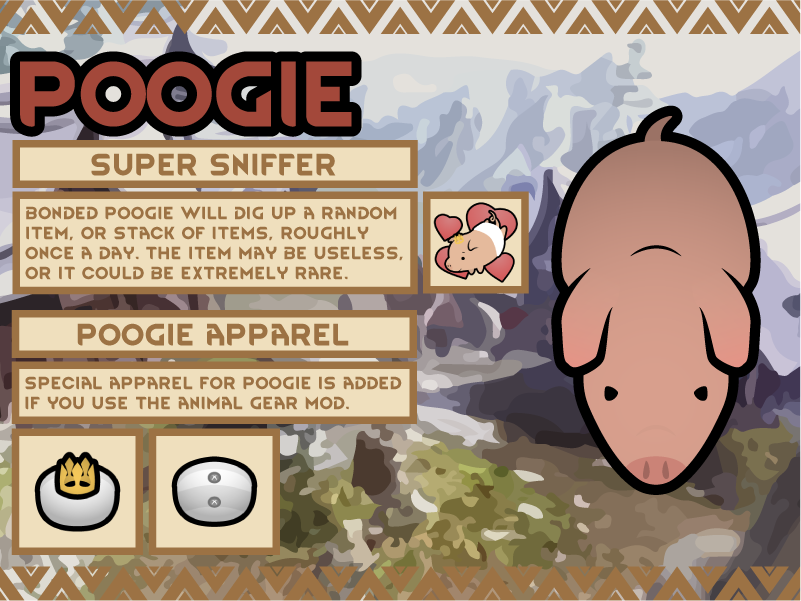 POOGIE
SUPER SNIFFER
BONDED POOGIE WILL DIG UP A RANDOM
ITEM, OR STACK OF ITEMS, ROUGHLY
ONCE A DAY. THE ITEM MAY BE USELESS,
OR IT COULD BE EXTREMELY RARE.
POOGIE APPAREL
SPECIAL APPAREL FOR POOGIE IS ADDED
IF YOU USE THE ANIMAL GEAR MOD.